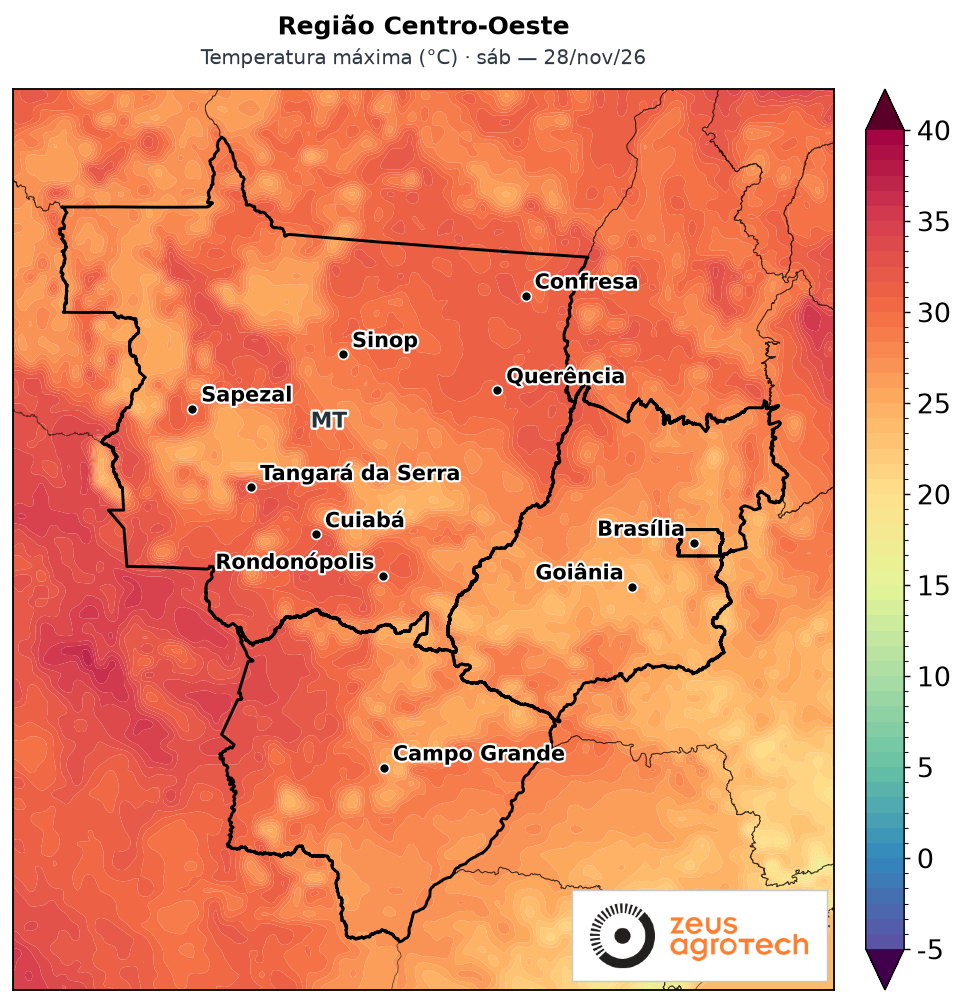 Região Centro-Oeste
Temperatura máxima (°C) · sáb — 28/nov/26
40
35
30
25
20
15
10
5
0
-5
Confresa
Sinop
Querência
Sapezal
MT
Tangará da Serra
Cuiabá
Brasília
Rondonópolis
Goiânia
Campo Grande
zeus
agrotech